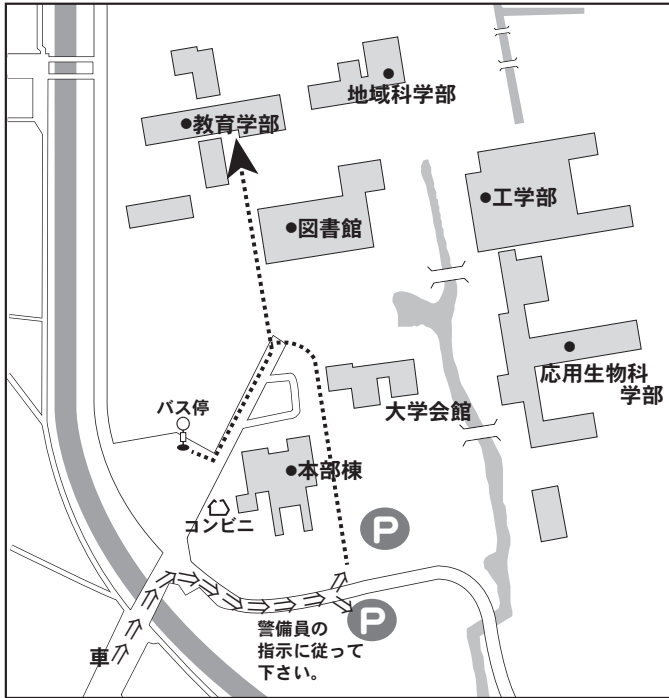 地域科学部
教育学部
工学部
図書館
応用生物科
学部
大学会館
バス停
本部棟
コンビニ
P
P
警備員の
指示に従って
下さい。
車